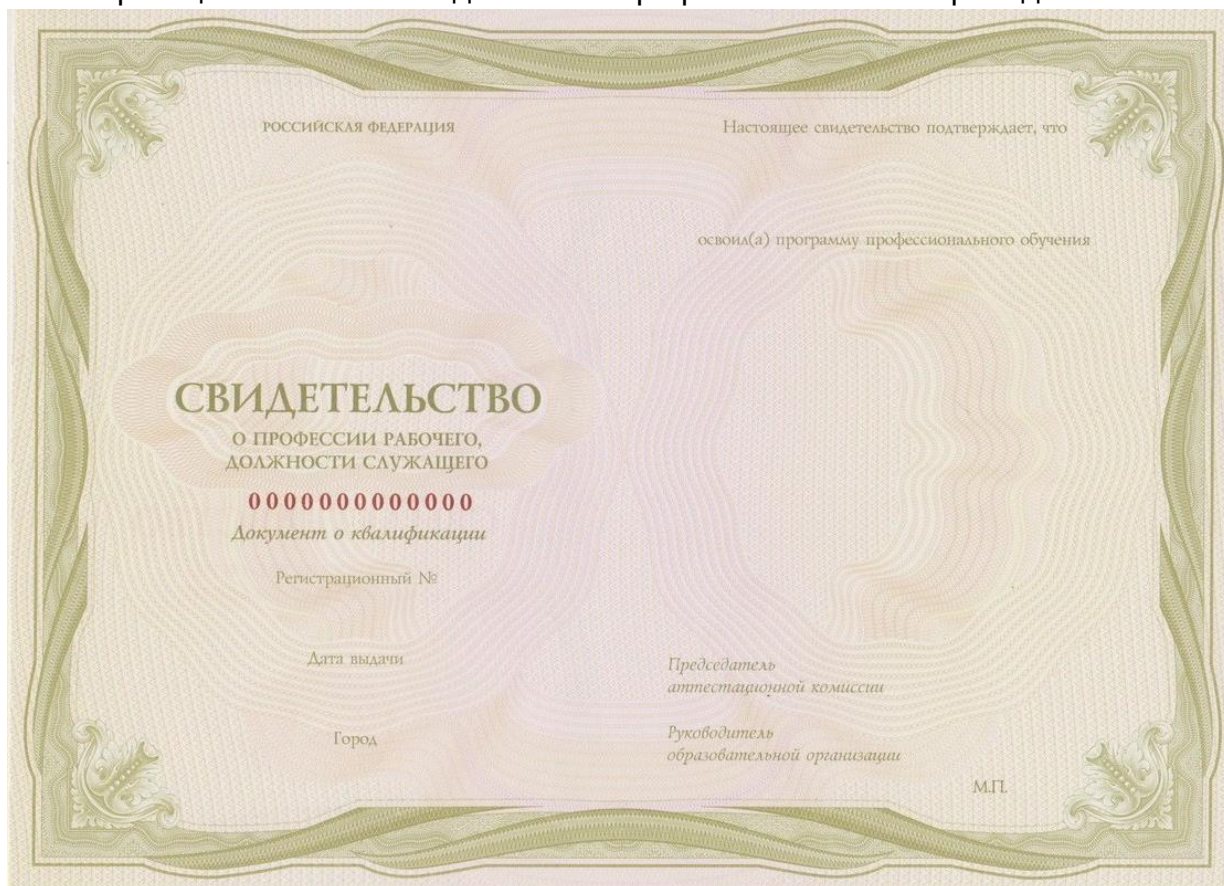 РОССИЙСКАЯ ФЕДЕРАЦИЯ
СВИДЕТЕЛЬСТВО
О ПРОФЕССИИ РАБОЧЕГО,
ДОЛЖНОСТИ СЛУЖАЩЕГО
0000000000000
Документ о квалификации
Регистрационный №
Дата выдачи
Город
Настоящее свидетельство подтверждает, что
освоил(а) программу профессионального обучения
Председатель
аттестационной комиссии
Руководитель
образовательной организации
М.П.